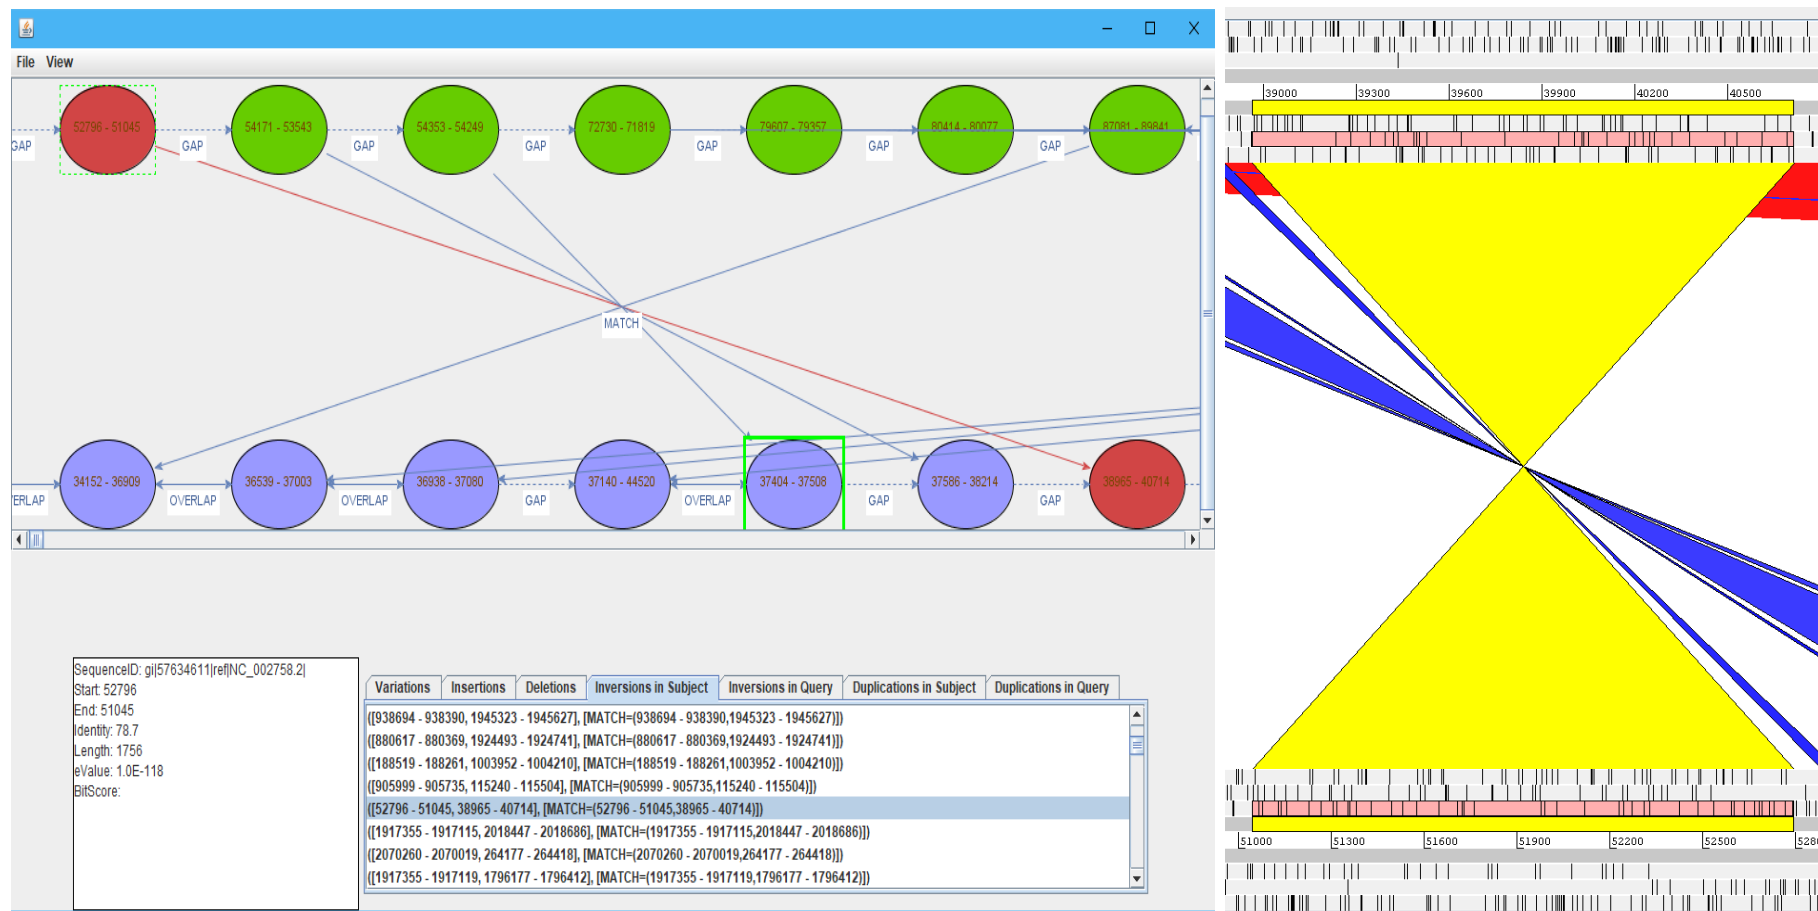 File View
52796 - 51045 54171 - 53543 54353 - 54249 72730 - 71819 79607 - 79357 80414 - 80077 87081 - 89841
GAP GAP GAP GAP GAP GAP GAP
MATCH
34152 - 36909 36539 - 37003 36938 - 37080 37140 - 44520 37404 - 37508 37586 - 38214 38965 - 40714
ERLAP OVERLAP OVERLAP GAP OVERLAP GAP GAP
SequenceID: gi|57634611|ref|NC_002758.2|
Start: 52796
End: 51045
Identity: 78.7
Length: 1756
eValue: 1.0E-118
BitScore:
Variations Insertions Deletions Inversions in Subject Inversions in Query Duplications in Subject Duplications in Query
([938694 - 938390, 1945323 - 1945627], [MATCH=(938694 - 938390,1945323 - 1945627)])
([880617 - 880369, 1924493 - 1924741], [MATCH=(880617 - 880369,1924493 - 1924741)])
([188519 - 188261, 1003952 - 1004210], [MATCH=(188519 - 188261,1003952 - 1004210)])
([905999 - 905735, 115240 - 115504], [MATCH=(905999 - 905735,115240 - 115504)])
([52796 - 51045, 38965 - 40714], [MATCH=(52796 - 51045,38965 - 40714)])
([1917355 - 1917115, 2018447 - 2018686], [MATCH=(1917355 - 1917115,2018447 - 2018686)])
([2070260 - 2070019, 264177 - 264418], [MATCH=(2070260 - 2070019,264177 - 264418)])
([1917355 - 1917119, 1796177 - 1796412], [MATCH=(1917355 - 1917119,1796177 - 1796412)])
39000 39300 39600 39900 40200 40500
51000 51300 51600 51900 52200 52500 528